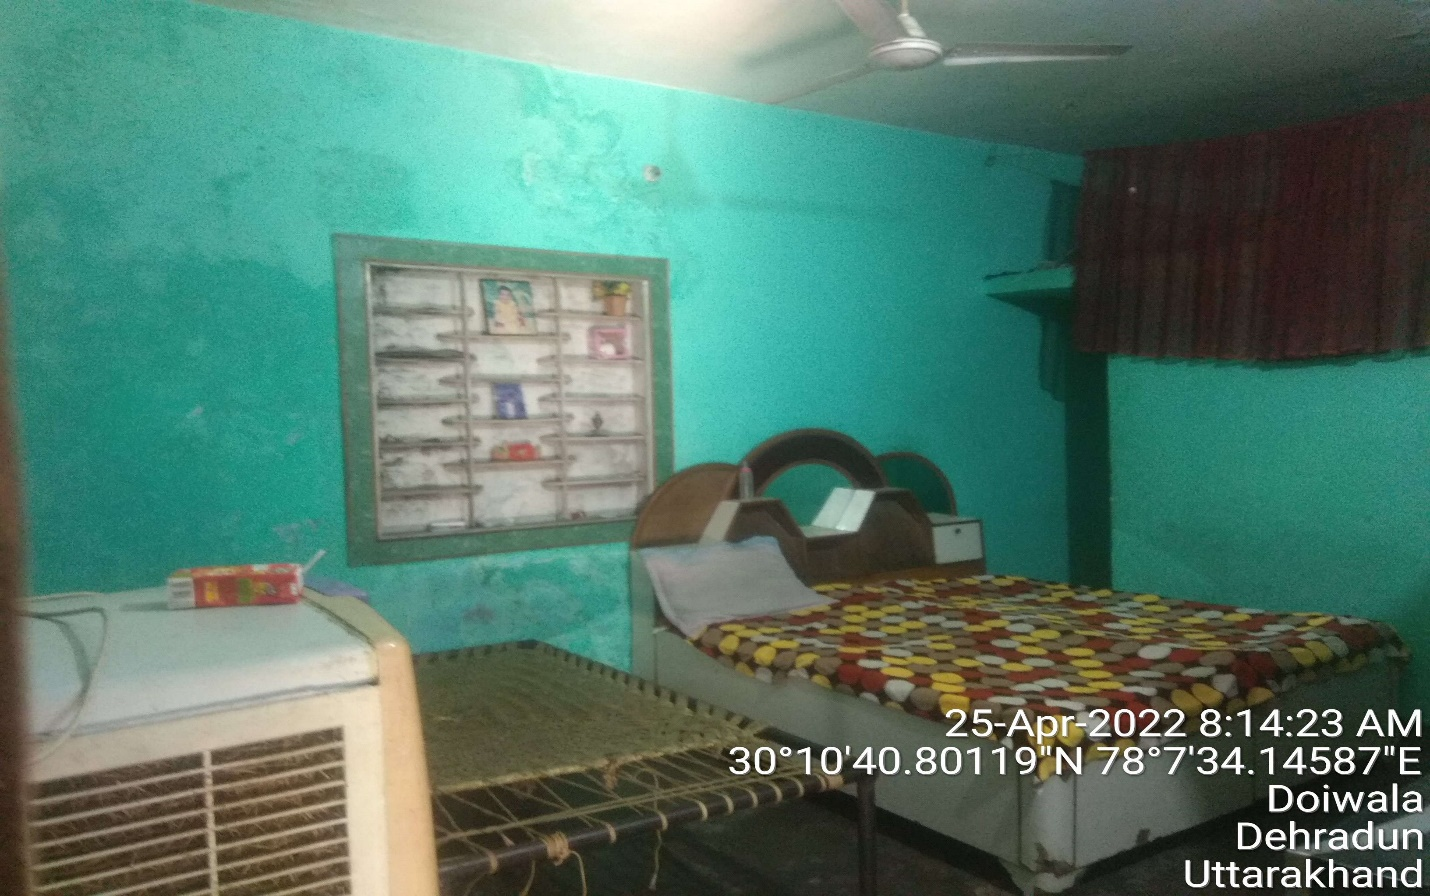 25-Apr-2022 8:14:23 AM
30°10'40.80119"N 78°7'34.14587"E
Doiwala
Dehradun
Uttarakhand